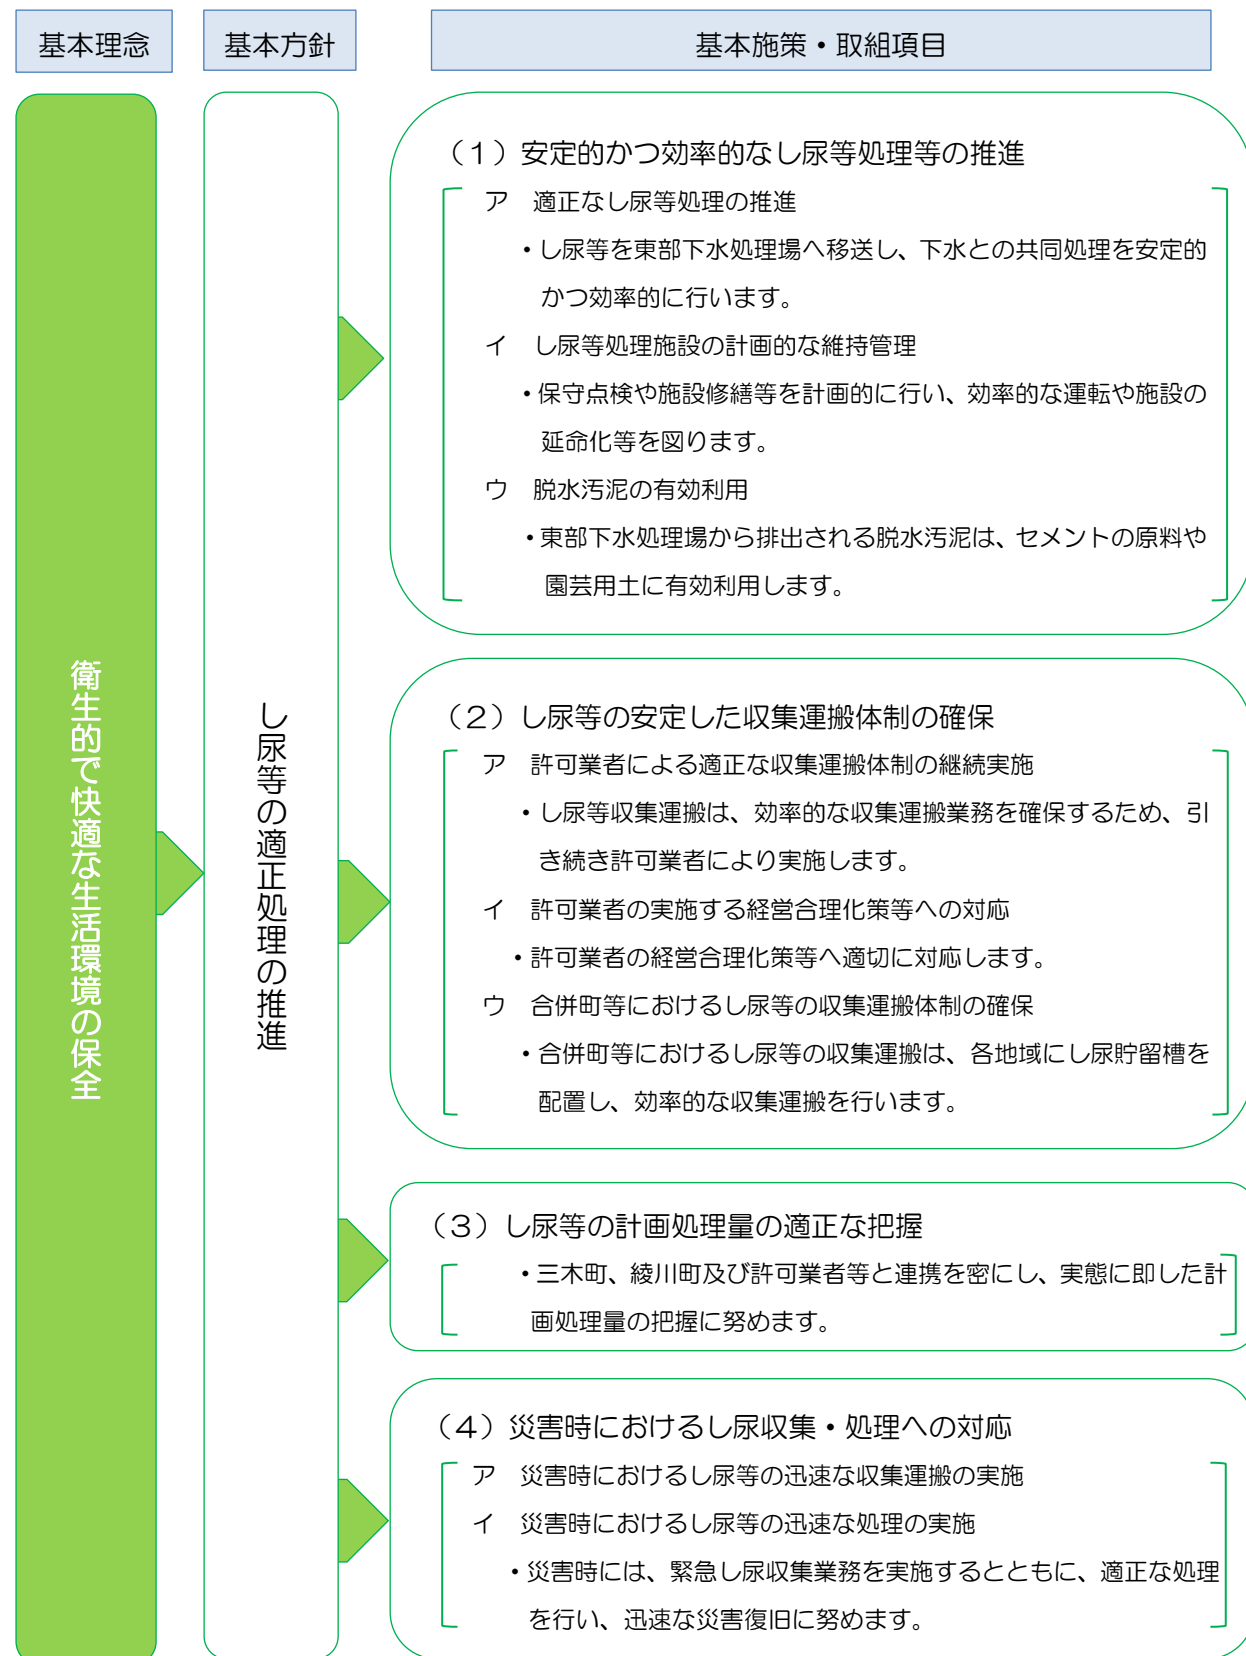 基本理念
基本方針
基本施策・取組項目
衛生的で快適な生活環境の保全
し尿等の適正処理の推進
（１）安定的かつ効率的なし尿等処理等の推進
ア　適正なし尿等処理の推進
・し尿等を東部下水処理場へ移送し、下水との共同処理を安定的
かつ効率的に行います。
イ　し尿等処理施設の計画的な維持管理
・保守点検や施設修繕等を計画的に行い、効率的な運転や施設の
延命化等を図ります。
ウ　脱水汚泥の有効利用
・東部下水処理場から排出される脱水汚泥は、セメントの原料や
園芸用土に有効利用します。
（２）し尿等の安定した収集運搬体制の確保
ア　許可業者による適正な収集運搬体制の継続実施
・し尿等収集運搬は、効率的な収集運搬業務を確保するため、引
き続き許可業者により実施します。
イ　許可業者の実施する経営合理化策等への対応
・許可業者の経営合理化策等へ適切に対応します。
ウ　合併町等におけるし尿等の収集運搬体制の確保
・合併町等におけるし尿等の収集運搬は、各地域にし尿貯留槽を
配置し、効率的な収集運搬を行います。
（３）し尿等の計画処理量の適正な把握
・三木町、綾川町及び許可業者等と連携を密にし、実態に即した計
画処理量の把握に努めます。
（４）災害時におけるし尿収集・処理への対応
ア　災害時におけるし尿等の迅速な収集運搬の実施
イ　災害時におけるし尿等の迅速な処理の実施
・災害時には、緊急し尿収集業務を実施するとともに、適正な処理
を行い、迅速な災害復旧に努めます。